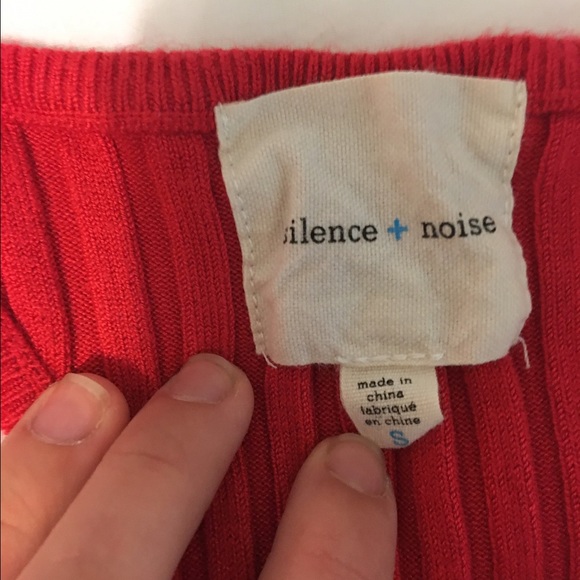 silence + noise
made in
china
fabriqué
en chine
S